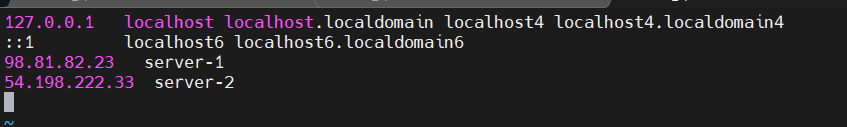 127.0.0.1   localhost localhost.localdomain localhost4 localhost4.localdomain4
::1         localhost6 localhost6.localdomain6
98.81.82.23   server-1
54.198.222.33  server-2
~